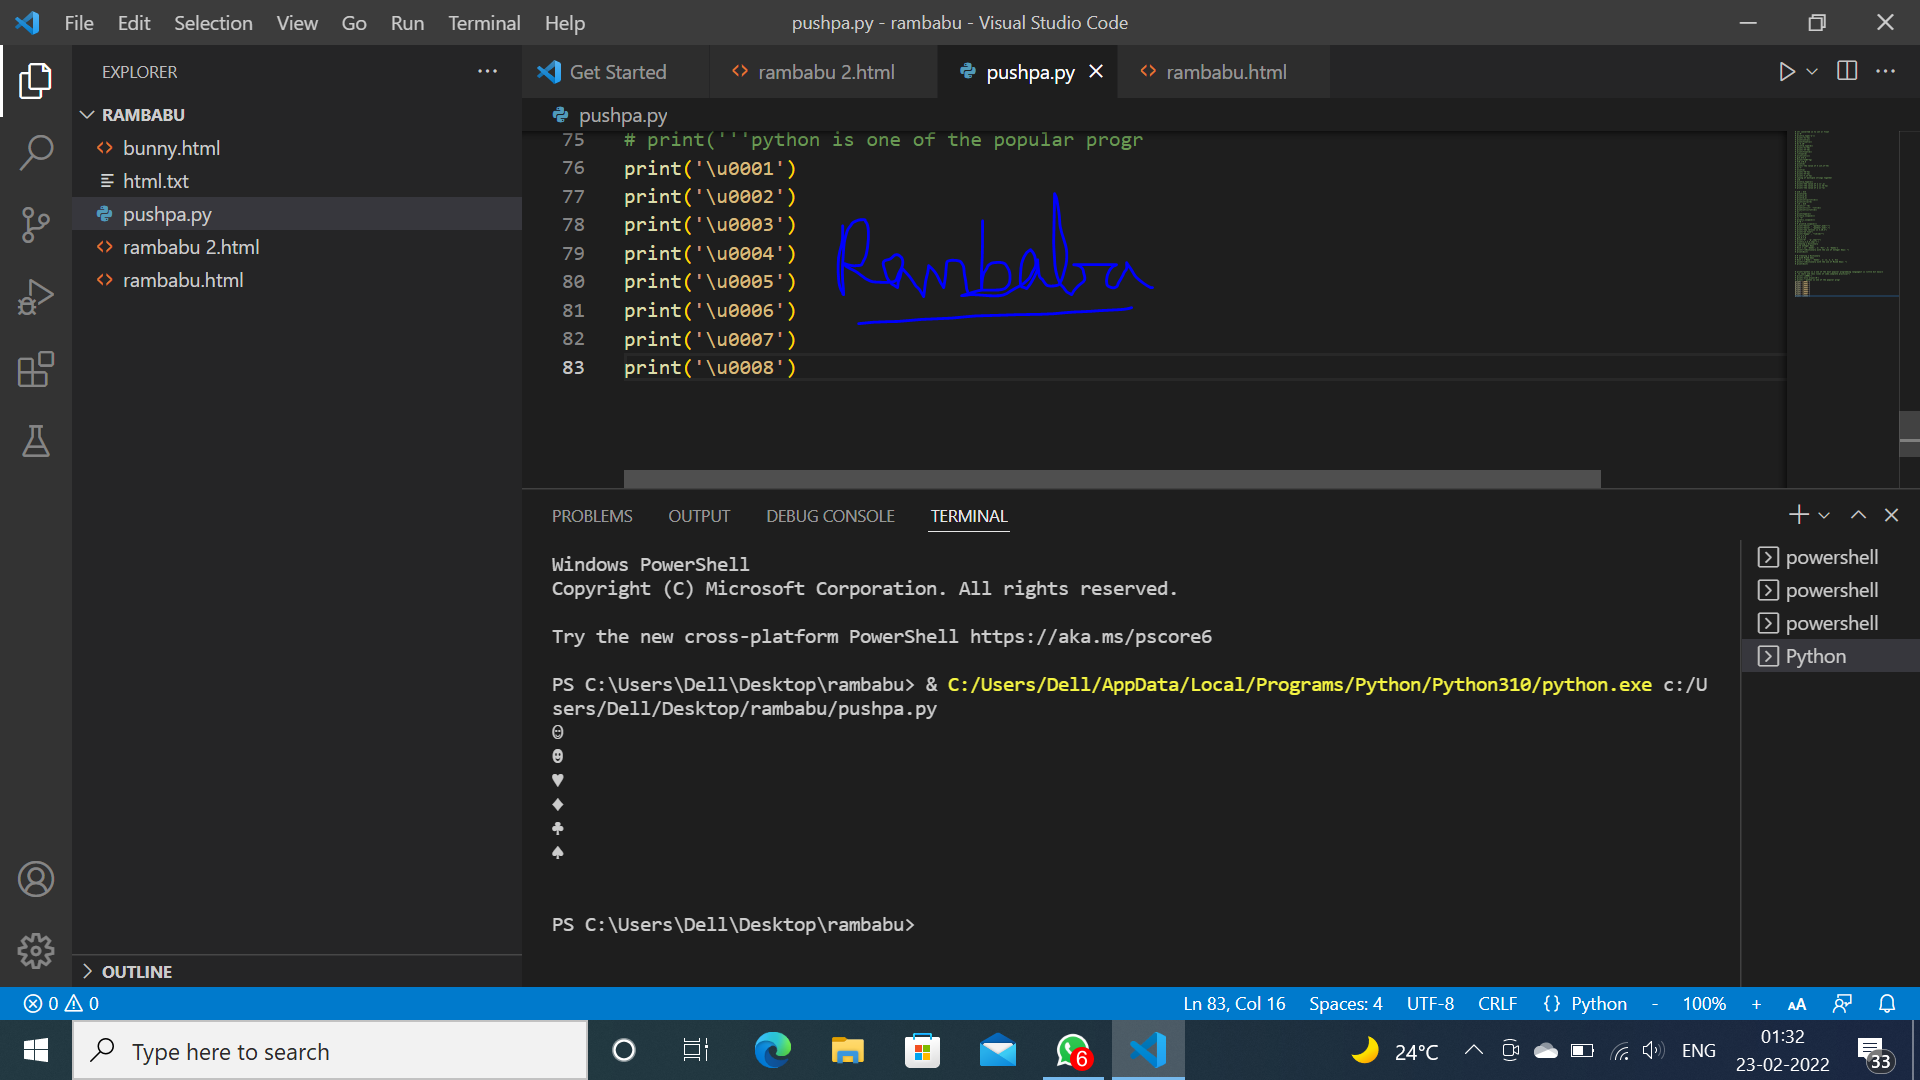 File Edit Selection View Go Run Terminal Help pushpa.py - rambabu - Visual Studio Code
EXPLORER
RAMBABU
bunny.html
html.txt
pushpa.py
rambabu 2.html
rambabu.html
OUTLINE
Get Started rambabu 2.html pushpa.py rambabu.html
pushpa.py
75 # print('''python is one of the popular progr
76 print('\u0001')
77 print('\u0002')
78 print('\u0003')
79 print('\u0004')
80 print('\u0005')
81 print('\u0006')
82 print('\u0007')
83 print('\u0008')
Rambaba
PROBLEMS OUTPUT DEBUG CONSOLE TERMINAL
Windows PowerShell
Copyright (C) Microsoft Corporation. All rights reserved.
Try the new cross-platform PowerShell https://aka.ms/pscore6
PS C:\Users\Dell\Desktop\rambabu> & C:/Users/Dell/AppData/Local/Programs/Python/Python310/python.exe c:/U
sers/Dell/Desktop/rambabu/pushpa.py
☺
☻
♥
♦
♣
♠
PS C:\Users\Dell\Desktop\rambabu>
powershell
powershell
powershell
Python
0 0 Ln 83, Col 16 Spaces: 4 UTF-8 CRLF {} Python - 100% + AA
Type here to search 6 24°C ENG 01:32
23-02-2022 33